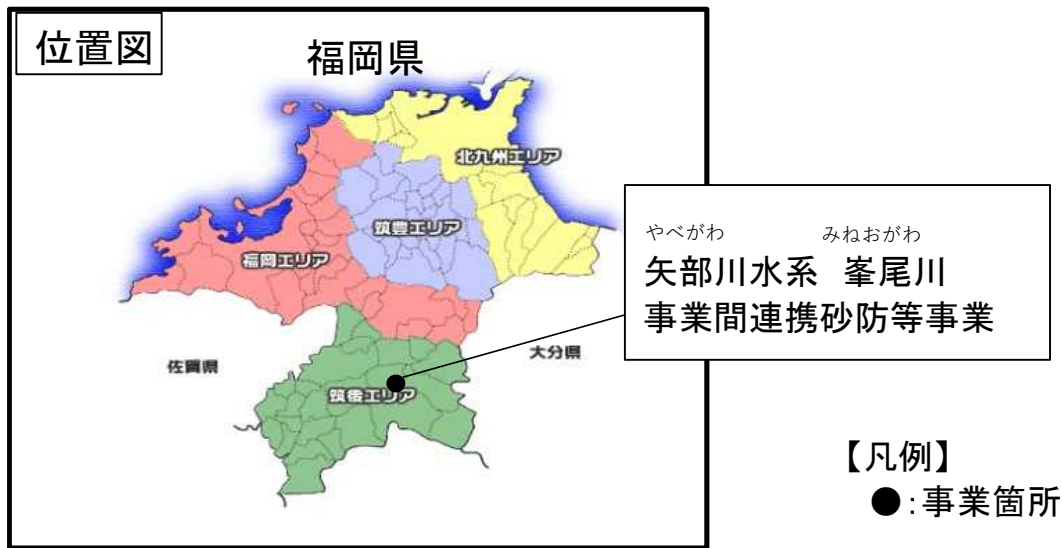 位置図
福岡県
北九州エリア
筑豊エリア
福岡エリア
やべがわ みねおがわ
矢部川水系 峯尾川
事業間連携砂防等事業
佐賀県
大分県
筑後エリア
【凡例】
●:事業箇所